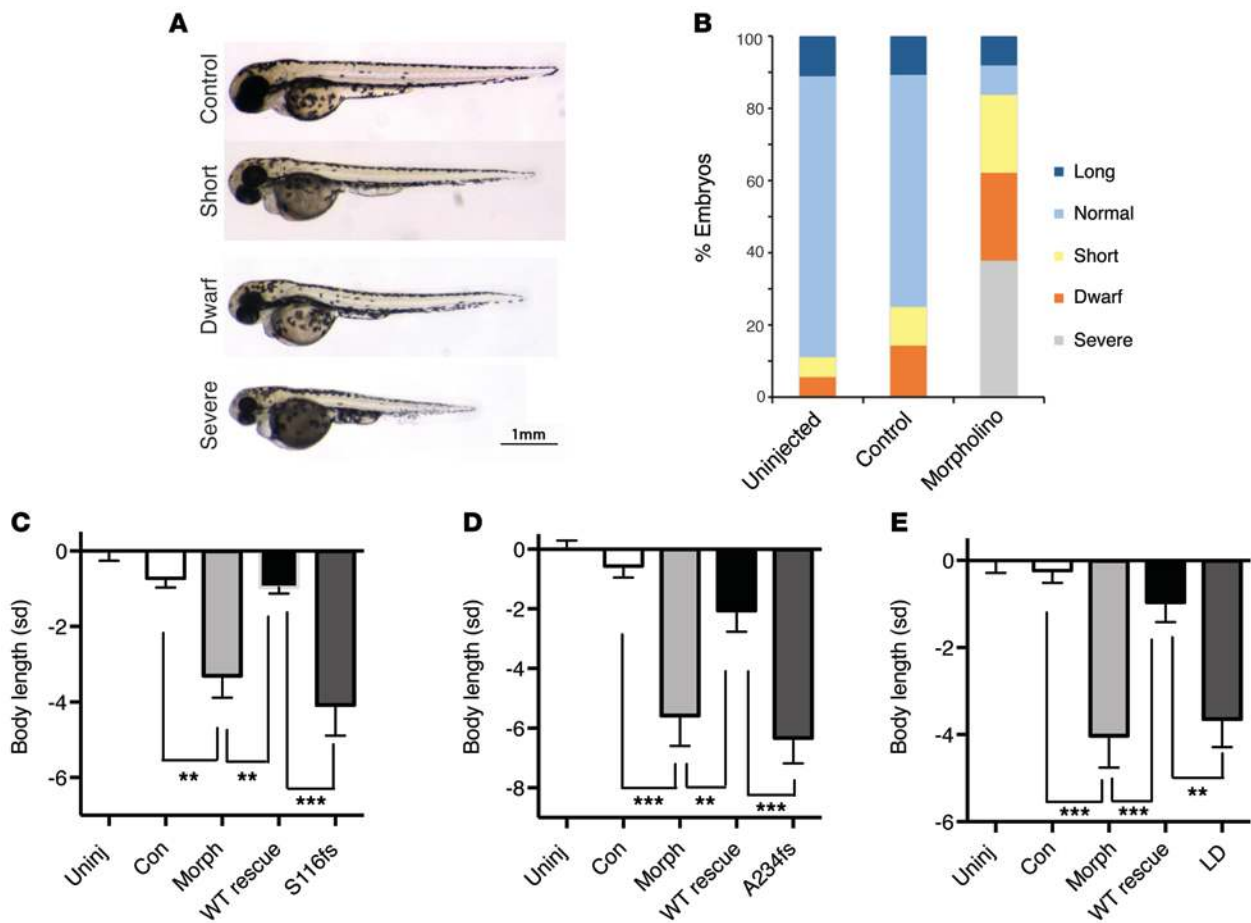 A
Control
Short
Dwarf
Severe
1mm
B
% Embryos
100
80
60
40
20
0
Uninjected
Control
Morpholino
Long
Normal
Short
Dwarf
Severe
C
Body length (sd)
0
-2
-4
-6
**
**
***
Uninj
Con
Morph
WT rescue
S116fs
D
Body length (sd)
0
-2
-4
-6
-8
***
**
***
Uninj
Con
Morph
WT rescue
A234fs
E
Body length (sd)
0
-2
-4
-6
***
***
**
Uninj
Con
Morph
WT rescue
LD